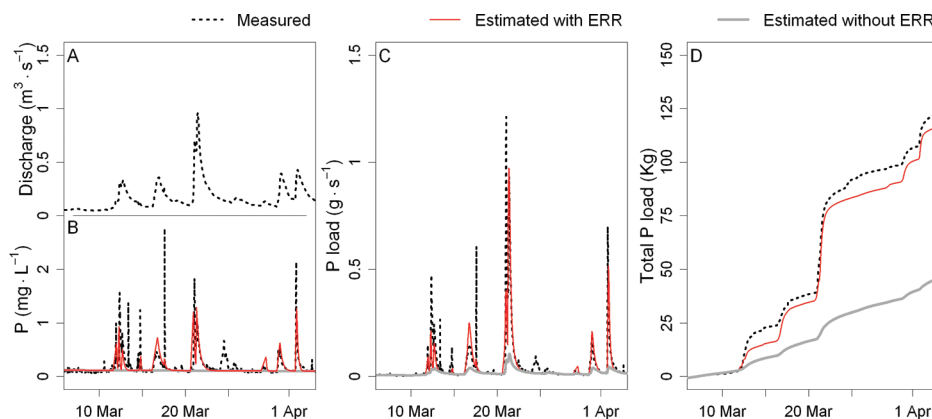 Measured Estimated with ERR Estimated without ERR
A
Discharge (m³ · s⁻¹)
1.5
1
0.5
0
B
P (mg · L⁻¹)
2
1
0
10 Mar 20 Mar 1 Apr
C
P load (g · s⁻¹)
1.5
1
0.5
0
10 Mar 20 Mar 1 Apr
D
Total P load (Kg)
150
125
100
75
50
25
0
10 Mar 20 Mar 1 Apr